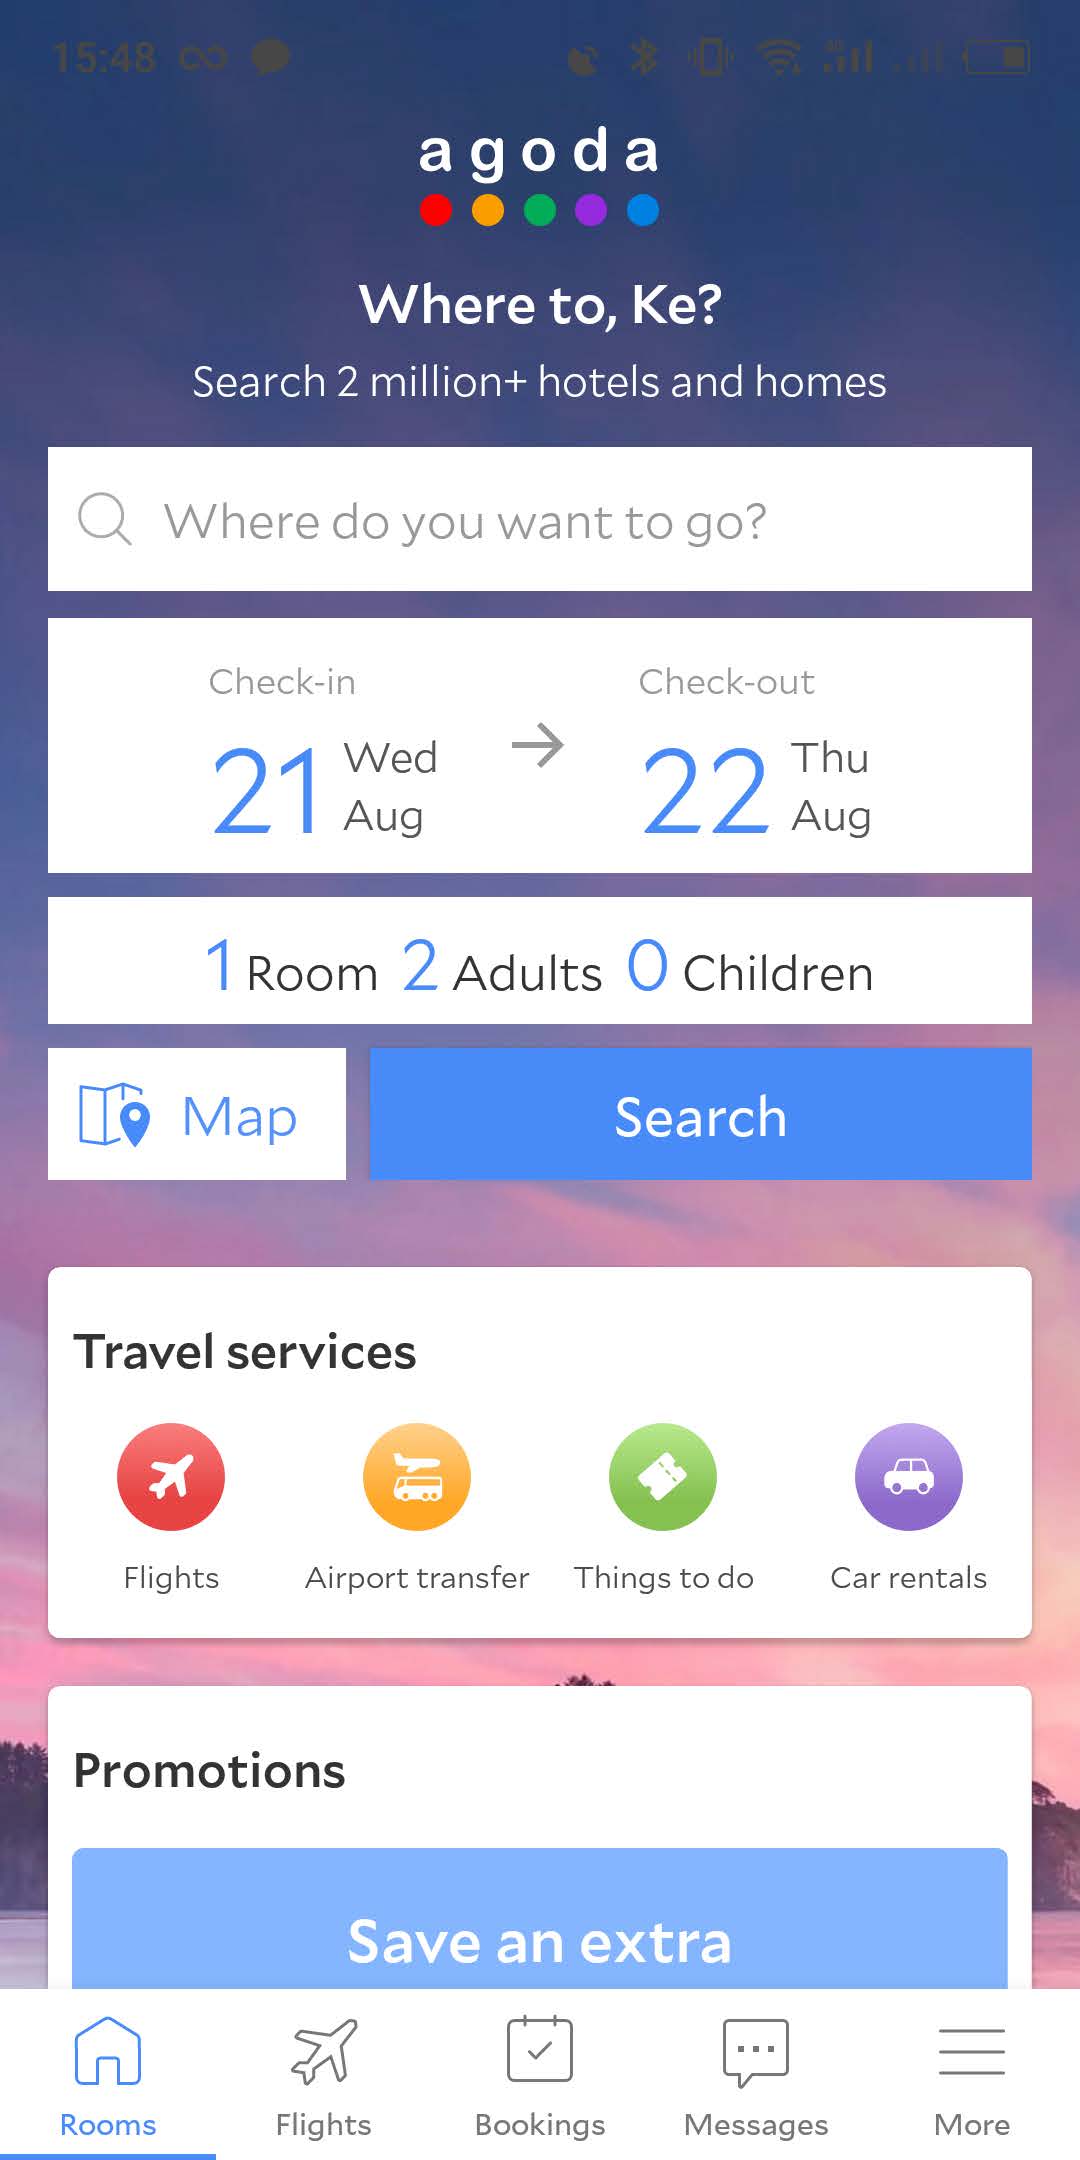 15:48
4G
agoda
Where to, Ke?
Search 2 million+ hotels and homes
Where do you want to go?
Check-in
21 Wed Aug
Check-out
22 Thu Aug
1 Room 2 Adults 0 Children
Map
Search
Travel services
Flights
Airport transfer
Things to do
Car rentals
Promotions
Save an extra
Rooms
Flights
Bookings
Messages
More